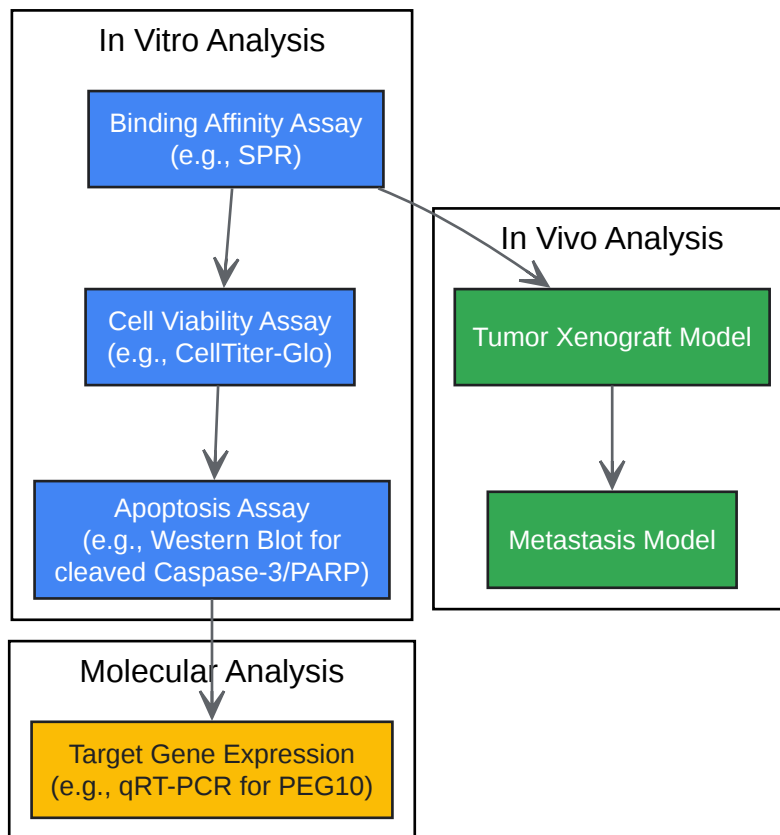 In Vitro Analysis
Binding Affinity Assay
(e.g., SPR)
Cell Viability Assay
(e.g., CellTiter-Glo)
Apoptosis Assay
(e.g., Western Blot for
cleaved Caspase-3/PARP)
In Vivo Analysis
Tumor Xenograft Model
Metastasis Model
Molecular Analysis
Target Gene Expression
(e.g., qRT-PCR for PEG10)